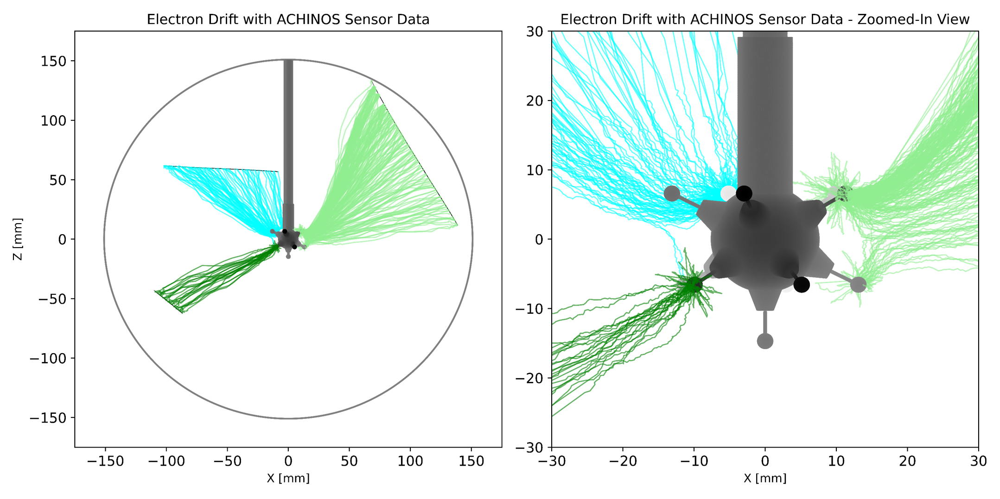 Electron Drift with ACHINOS Sensor Data
150
100
50
0
−50
−100
−150
Z [mm]
−150 −100 −50 0 50 100 150
X [mm]
Electron Drift with ACHINOS Sensor Data - Zoomed-In View
30
20
10
0
−10
−20
−30
−30 −20 −10 0 10 20 30
X [mm]